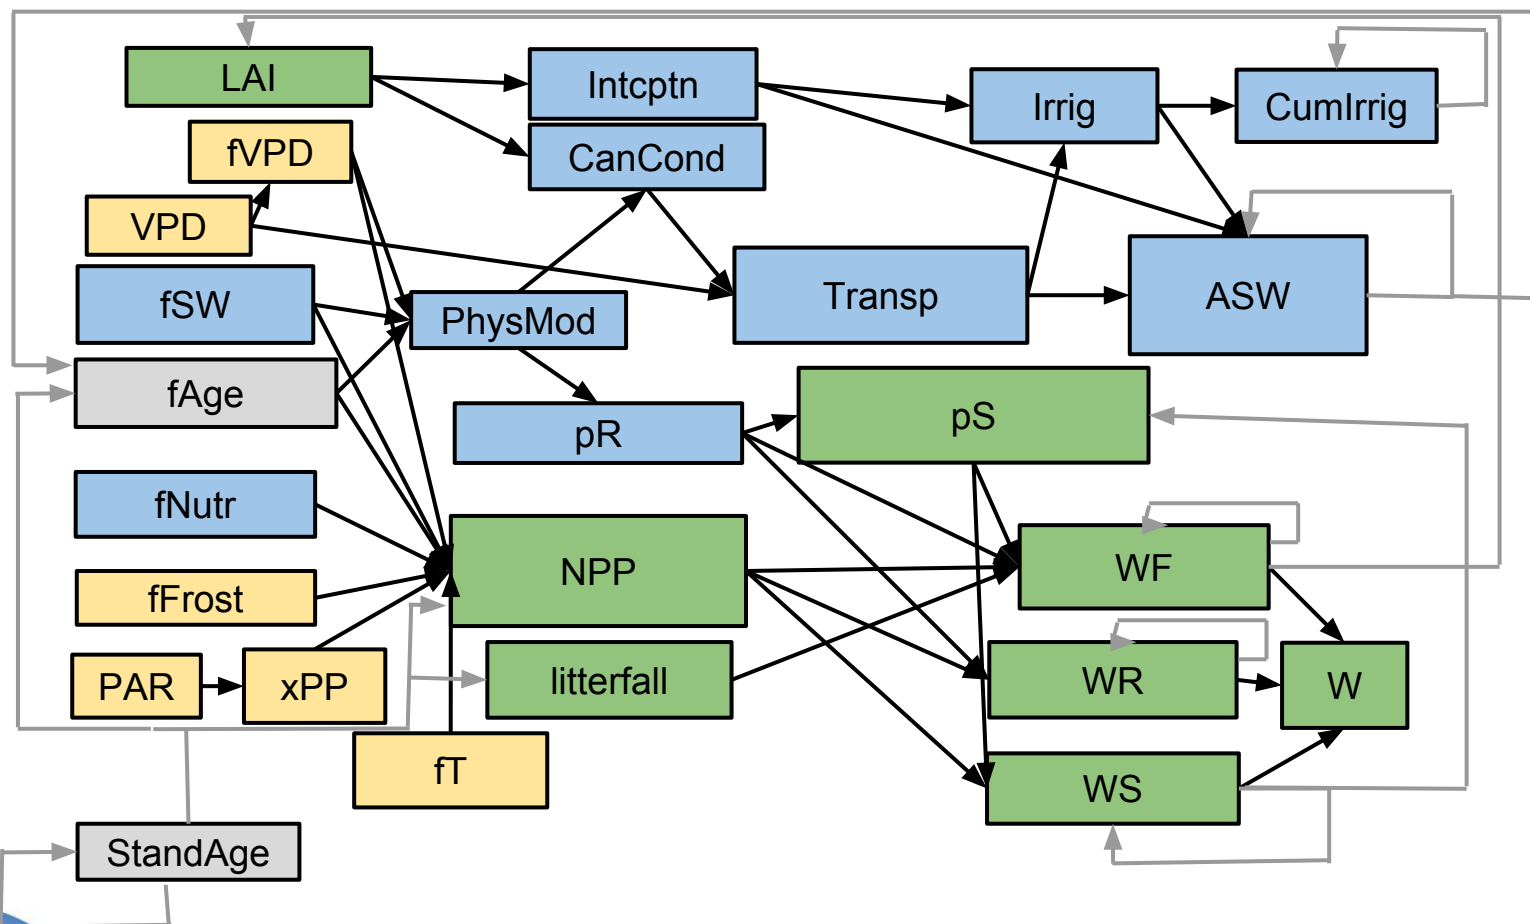 LAI
Intcptn
Irrig
CumIrrig
fVPD
CanCond
VPD
fSW
PhysMod
Transp
ASW
fAge
pR
pS
fNutr
NPP
WF
fFrost
PAR
xPP
litterfall
WR
W
fT
WS
StandAge